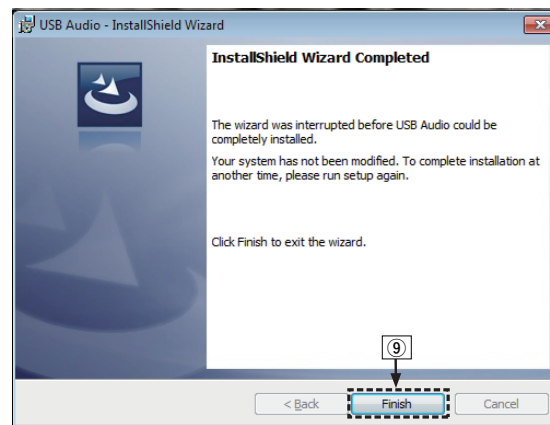 USB Audio - InstallShield Wizard
InstallShield Wizard Completed
The wizard was interrupted before USB Audio could be
completely installed.
Your system has not been modified. To complete installation at
another time, please run setup again.
Click Finish to exit the wizard.
⑨
< Back Finish Cancel